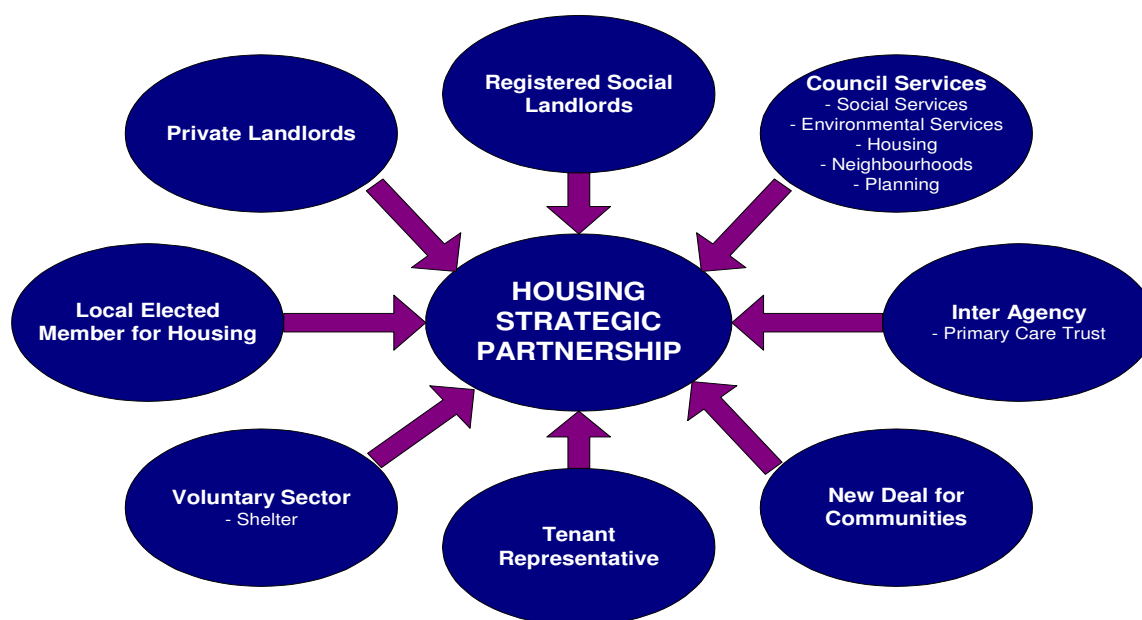 Registered Social
Landlords
Council Services
- Social Services
- Environmental Services
- Housing
- Neighbourhoods
- Planning
Private Landlords
HOUSING
STRATEGIC
PARTNERSHIP
Local Elected
Member for Housing
Inter Agency
- Primary Care Trust
Voluntary Sector
- Shelter
Tenant
Representative
New Deal for
Communities